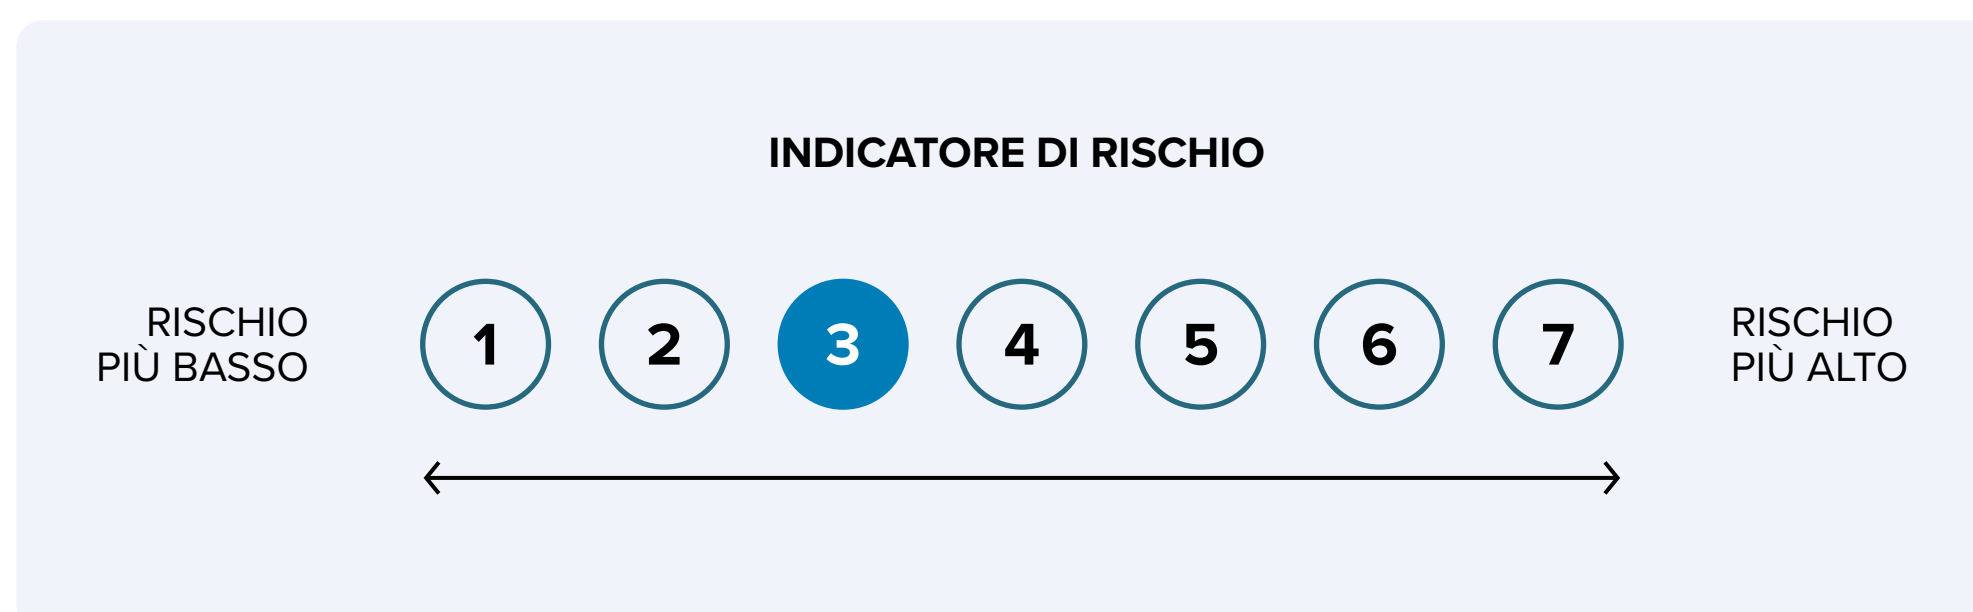 INDICATORE DI RISCHIO
RISCHIO
PIÙ BASSO
1 2 3 4 5 6 7
RISCHIO
PIÙ ALTO